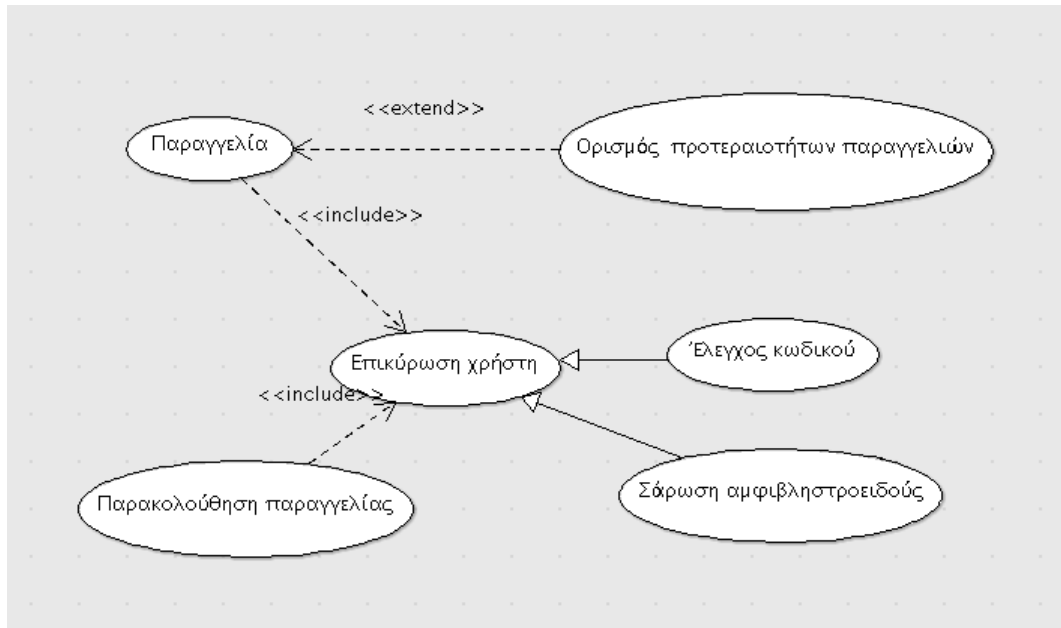 <<extend>>
Παραγγελία
Ορισμός προτεραιοτήτων παραγγελιών
<<include>>
Έλεγχος κωδικού
Επικύρωση χρήστη
<<include>>
Σάρωση αμφιβληστροειδούς
Παρακολούθηση παραγγελίας